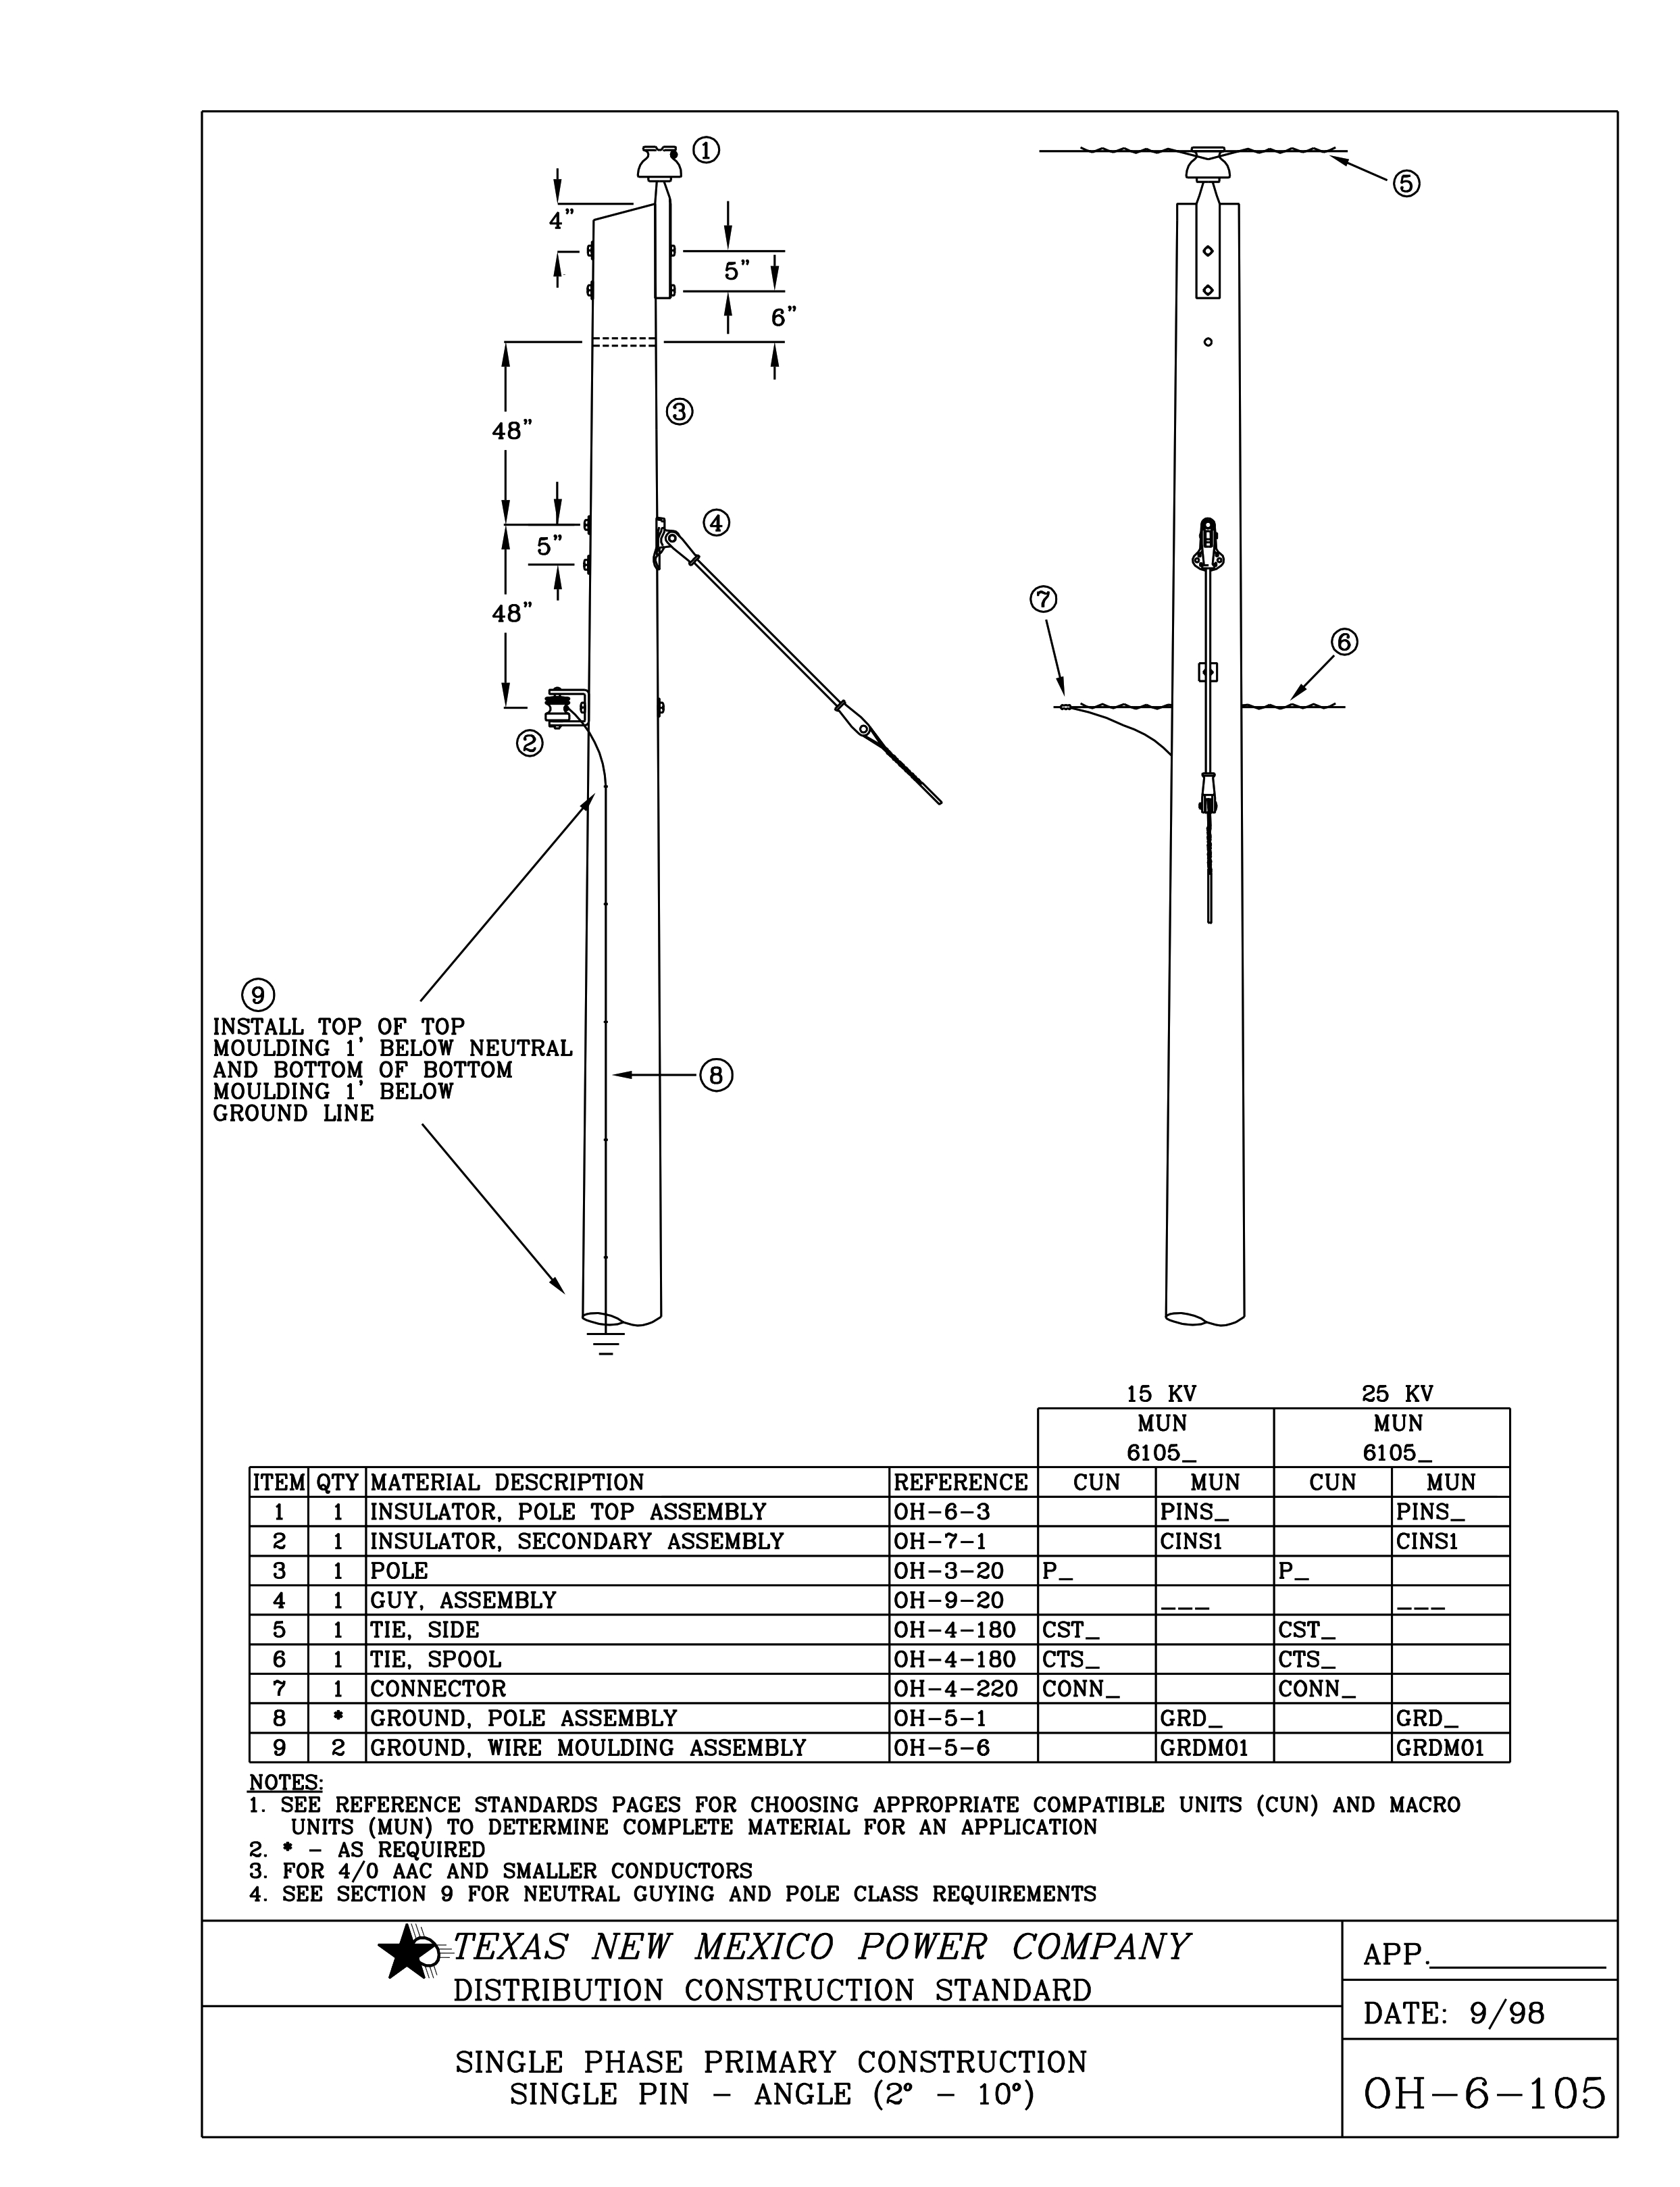 1
4"
5
5"
6"
3
48"
4
5"
7
48"
6
2
9
INSTALL TOP OF TOP
MOULDING 1' BELOW NEUTRAL
AND BOTTOM OF BOTTOM
MOULDING 1' BELOW
GROUND LINE
8
15 KV 25 KV
MUN MUN
6105_ 6105_
ITEM QTY MATERIAL DESCRIPTION REFERENCE CUN MUN CUN MUN
1 1 INSULATOR, POLE TOP ASSEMBLY OH-6-3 PINS_ PINS_
2 1 INSULATOR, SECONDARY ASSEMBLY OH-7-1 CINS1 CINS1
3 1 POLE OH-3-20 P_ P_
4 1 GUY, ASSEMBLY OH-9-20 ___ ___
5 1 TIE, SIDE OH-4-180 CST_ CST_
6 1 TIE, SPOOL OH-4-180 CTS_ CTS_
7 1 CONNECTOR OH-4-220 CONN_ CONN_
8 * GROUND, POLE ASSEMBLY OH-5-1 GRD_ GRD_
9 2 GROUND, WIRE MOULDING ASSEMBLY OH-5-6 GRDM01 GRDM01
NOTES:
1. SEE REFERENCE STANDARDS PAGES FOR CHOOSING APPROPRIATE COMPATIBLE UNITS (CUN) AND MACRO
UNITS (MUN) TO DETERMINE COMPLETE MATERIAL FOR AN APPLICATION
2. * - AS REQUIRED
3. FOR 4/0 AAC AND SMALLER CONDUCTORS
4. SEE SECTION 9 FOR NEUTRAL GUYING AND POLE CLASS REQUIREMENTS
TEXAS NEW MEXICO POWER COMPANY
DISTRIBUTION CONSTRUCTION STANDARD
APP.___________
DATE: 9/98
SINGLE PHASE PRIMARY CONSTRUCTION
SINGLE PIN - ANGLE (2° - 10°)
OH-6-105